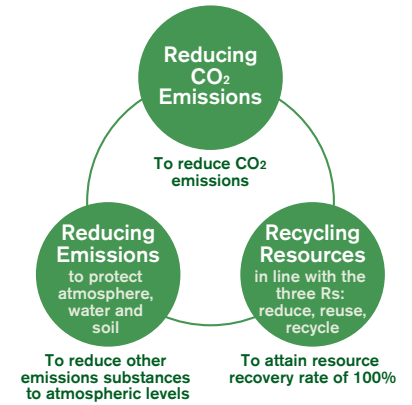 Reducing
CO₂
Emissions
To reduce CO₂
emissions
Reducing
Emissions
to protect
atmosphere,
water and
soil
To reduce other
emissions substances
to atmospheric levels
Recycling
Resources
in line with the
three Rs:
reduce, reuse,
recycle
To attain resource
recovery rate of 100%